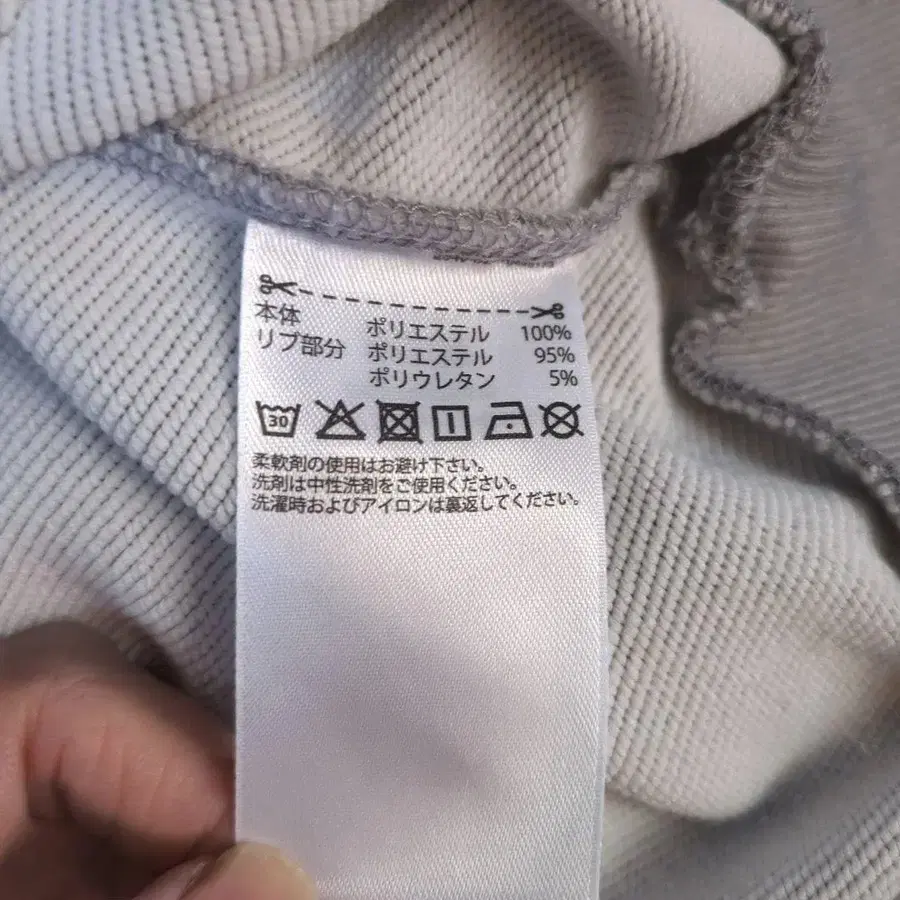 本体 ポリエステル 100%
リブ部分 ポリエステル 95%
ポリウレタン 5%
30
柔軟剤の使用はお避け下さい。
洗剤は中性洗剤をご使用ください。
洗濯時およびアイロンは裏返してください。